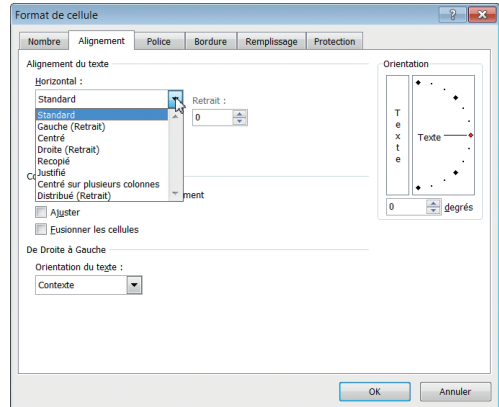 Format de cellule
Nombre Alignement Police Bordure Remplissage Protection
Alignement du texte
Horizontal :
Standard
Retrait :
0
Standard
Gauche (Retrait)
Centré
Droite (Retrait)
Recopié
Justifié
Centré sur plusieurs colonnes
Distribué (Retrait)
Co
ment
Ajuster
Fusionner les cellules
De Droite à Gauche
Orientation du texte :
Contexte
Orientation
Texte
Texte
0 degrés
OK Annuler